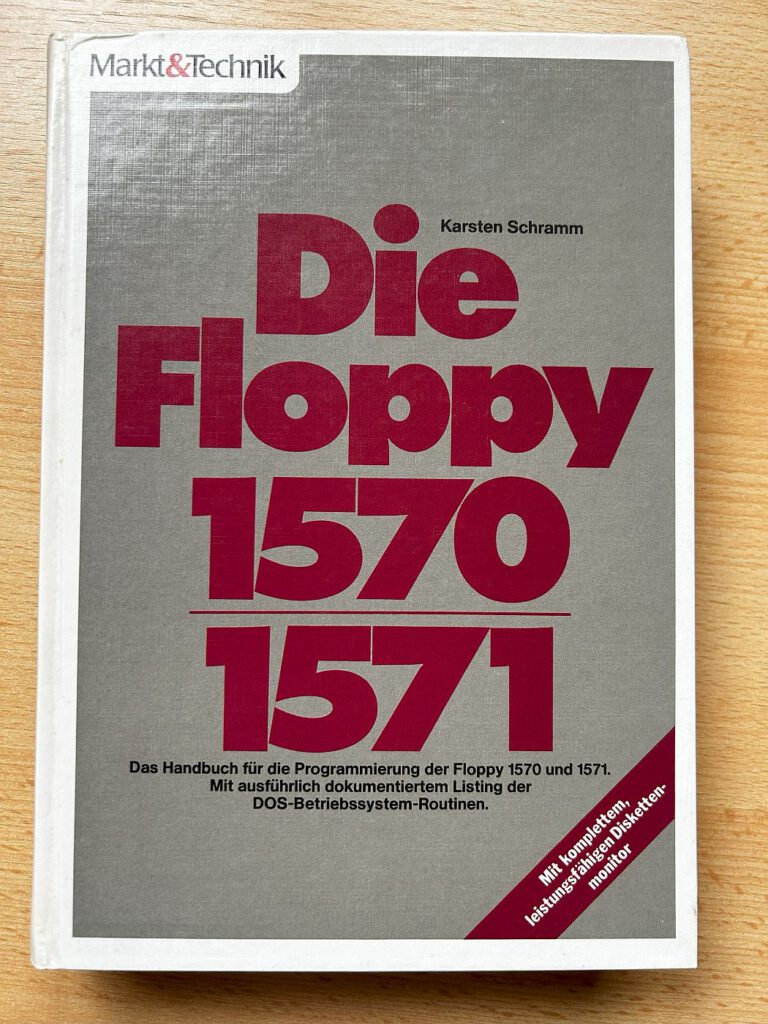 Markt&Technik
Karsten Schramm
Die
Floppy
1570
1571
Das Handbuch für die Programmierung der Floppy 1570 und 1571.
Mit ausführlich dokumentiertem Listing der
DOS-Betriebssystem-Routinen.
Mit komplettem,
leistungsfähigen Disketten-
monitor